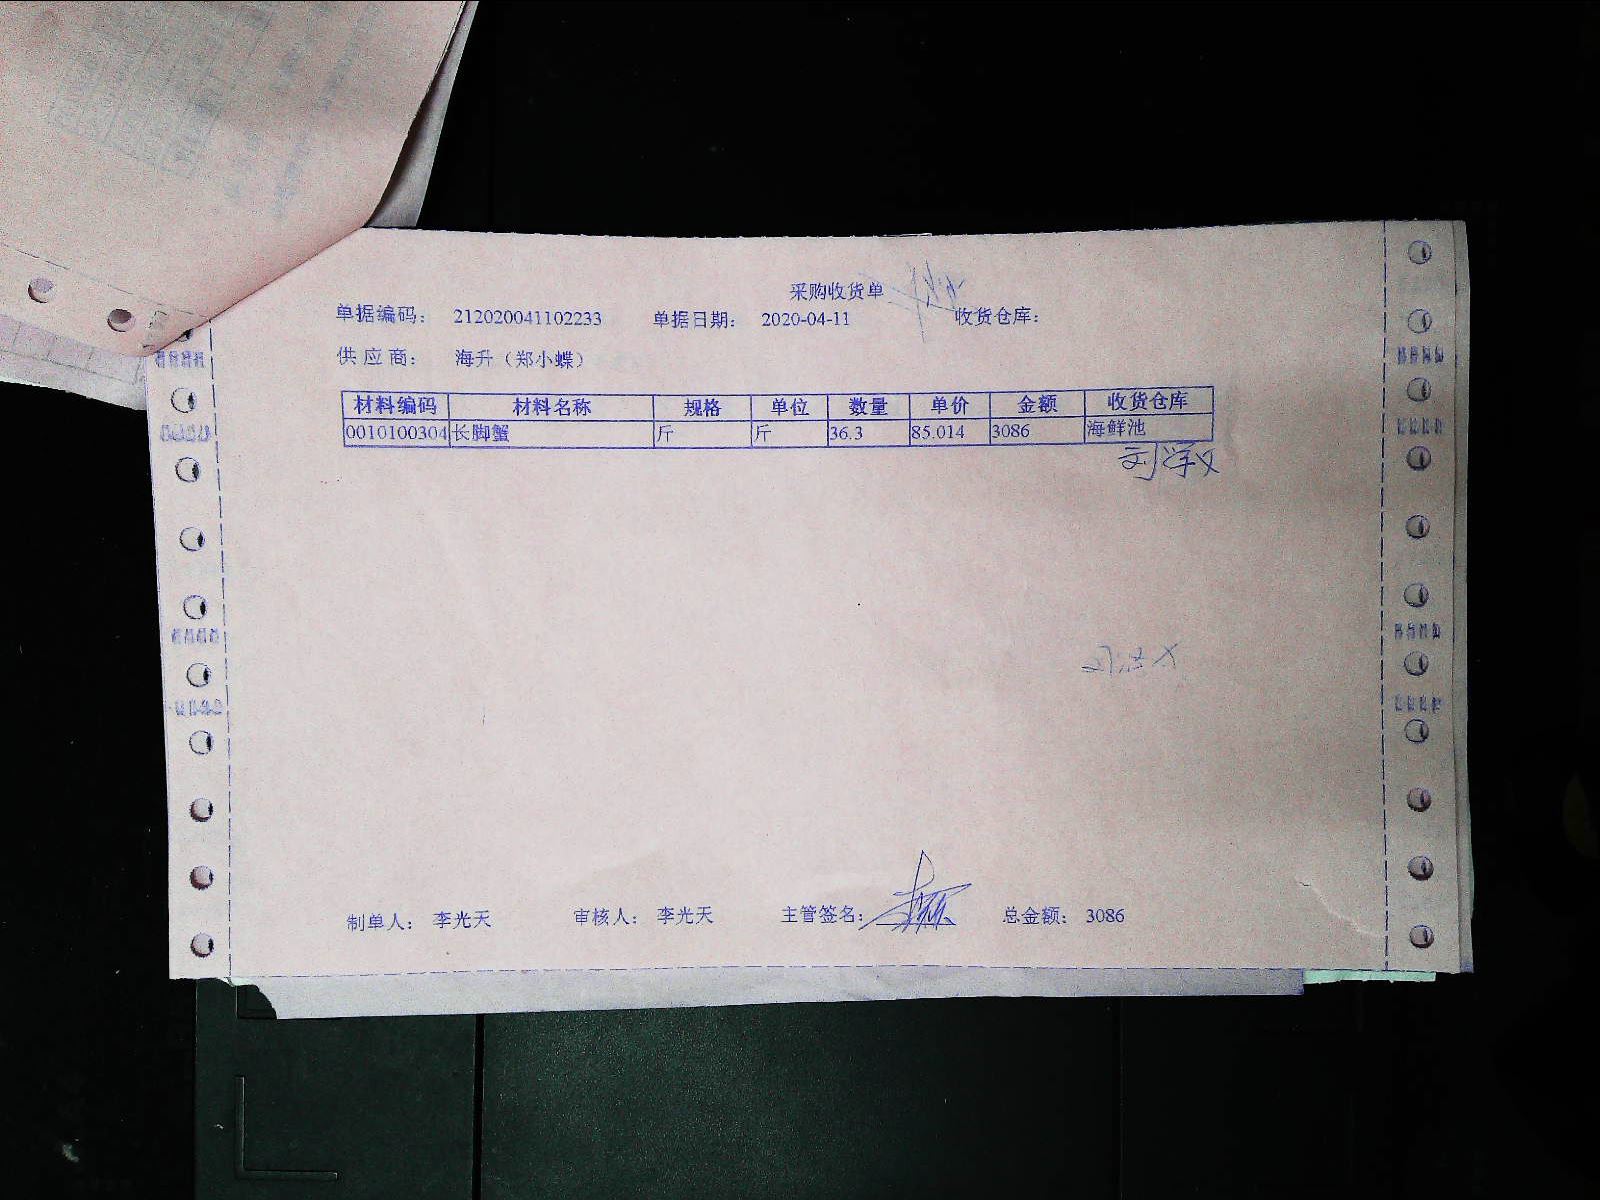 采购收货单
单据编码： 212020041102233 单据日期： 2020-04-11 收货仓库：
供应商： 海升（郑小蝶）
材料编码 材料名称 规格 单位 数量 单价 金额 收货仓库
0010100304 长脚蟹 斤 斤 36.3 85.014 3086 海鲜池
制单人： 李光天 审核人： 李光天 主管签名： 总金额： 3086